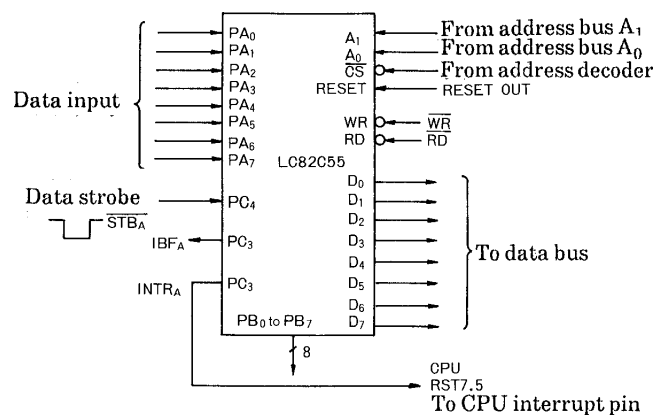 PA0
PA1
PA2
PA3
PA4
PA5
PA6
PA7
Data input
Data strobe
STBA
PC4
IBFA
PC3
INTRA
PC3
PB0 to PB7
8
LC82C55
A1
A0
CS
RESET
WR
RD
D0
D1
D2
D3
D4
D5
D6
D7
From address bus A1
From address bus A0
From address decoder
RESET OUT
WR
RD
To data bus
CPU
RST7.5
To CPU interrupt pin